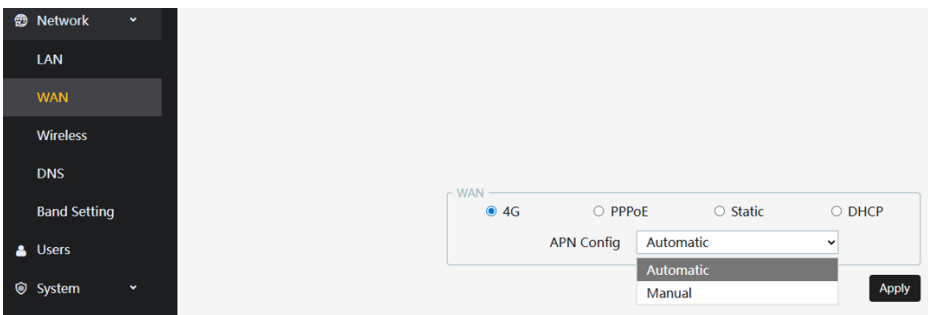 Network
LAN
WAN
Wireless
DNS
Band Setting
Users
System
WAN
4G PPPoE Static DHCP
APN Config Automatic
Automatic
Manual
Apply